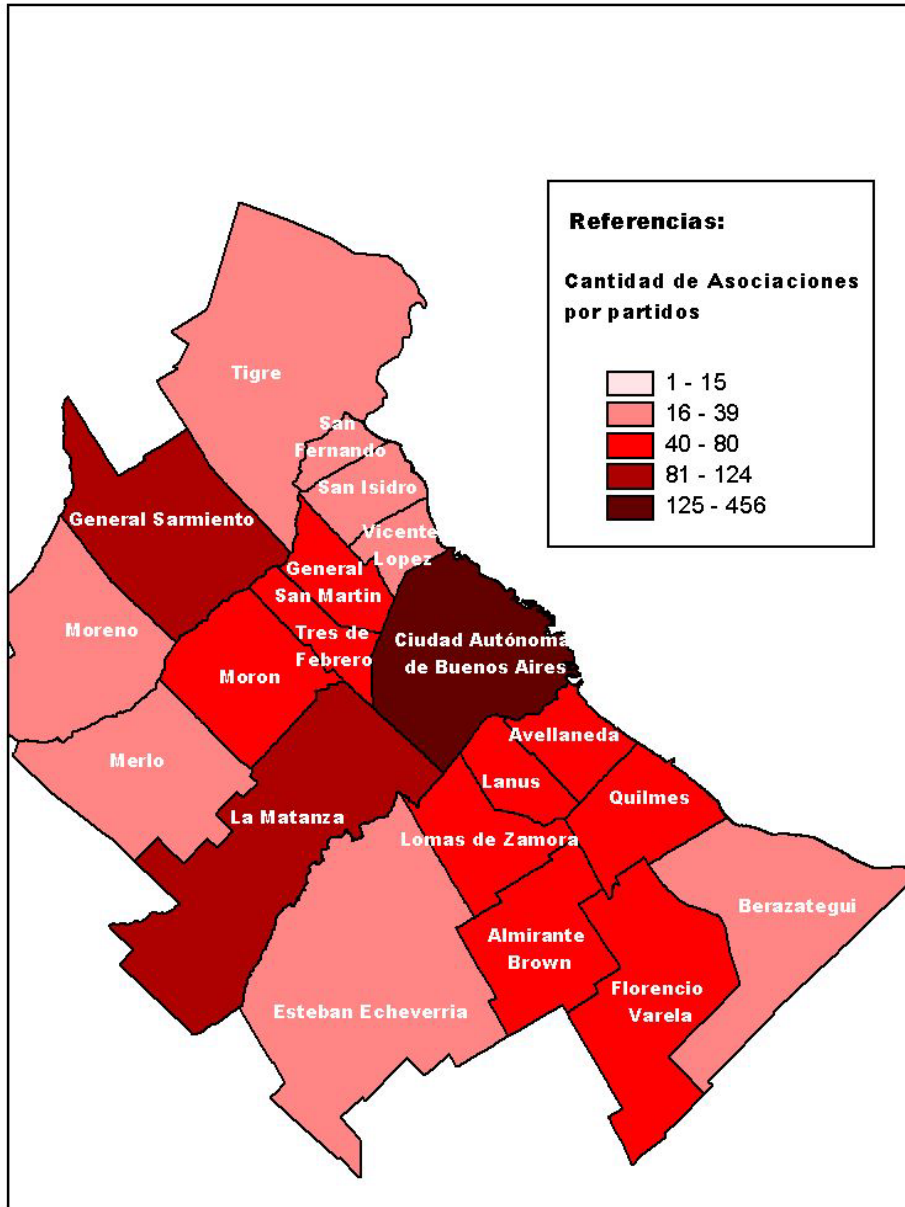 Referencias:
Cantidad de Asociaciones
por partidos
1 - 15
16 - 39
40 - 80
81 - 124
125 - 456
Tigre
San
Fernando
San Isidro
General Sarmiento
Vicente
Lopez
General
San Martin
Moreno
Tres de
Febrero
Ciudad Autónoma
de Buenos Aires
Moron
Avellaneda
Merlo
Lanus
Quilmes
La Matanza
Lomas de Zamora
Berazategui
Almirante
Brown
Florencio
Varela
Esteban Echeverria